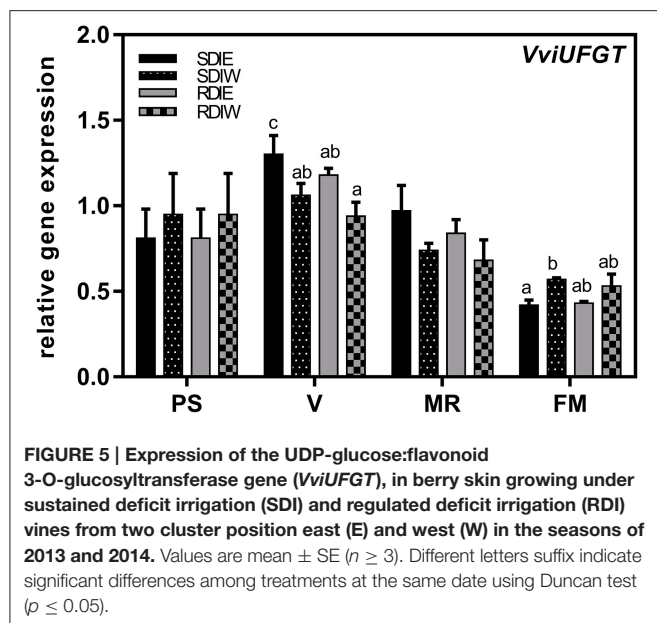 2.0
VviUFGT
SDIE
SDIW
RDIE
RDIW
1.5
c
ab
ab
a
1.0
b
ab
ab
a
0.5
0.0
relative gene expression
PS V MR FM
FIGURE 5 | Expression of the UDP-glucose:flavonoid
3-O-glucosyltransferase gene (VviUFGT), in berry skin growing under
sustained deficit irrigation (SDI) and regulated deficit irrigation (RDI)
vines from two cluster position east (E) and west (W) in the seasons of
2013 and 2014. Values are mean ± SE (n ≥ 3). Different letters suffix indicate
significant differences among treatments at the same date using Duncan test
(p ≤ 0.05).